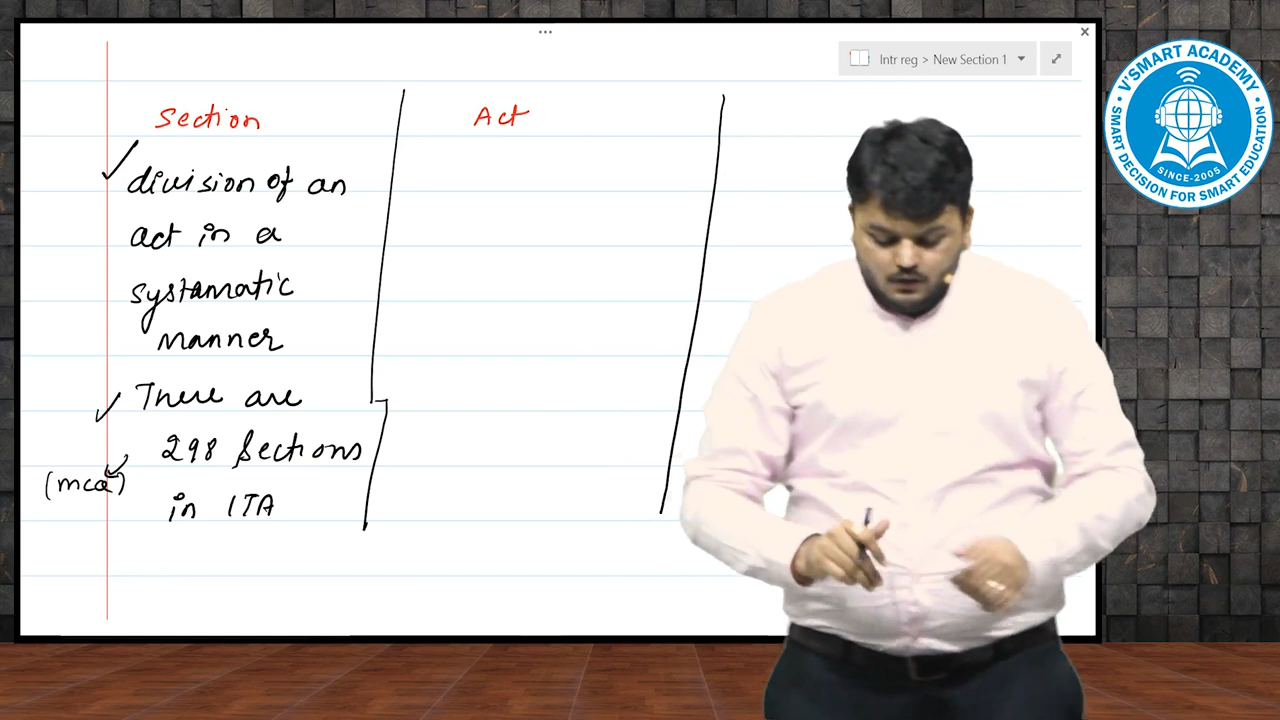 ...
Intr reg > New Section 1
V'SMART ACADEMY
SMART DECISION FOR SMART EDUCATION
SINCE-2005
Section
Act
division of an
act in a
systamatic
manner
There are
298 Sections
(mca)
in ITA